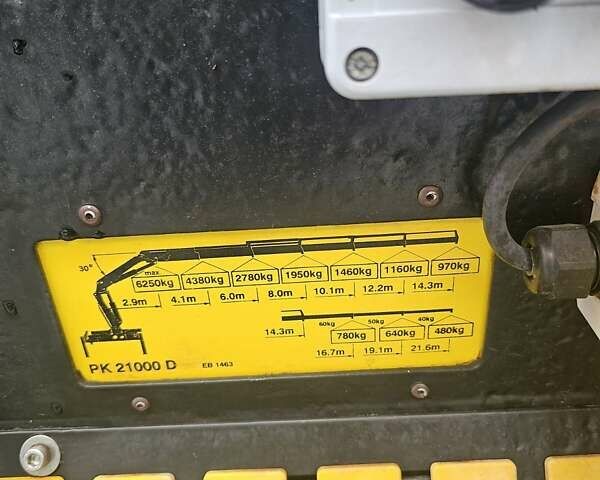 30°
max
6250kg 4380kg 2780kg 1950kg 1460kg 1160kg 970kg
2.9m 4.1m 6.0m 8.0m 10.1m 12.2m 14.3m
60kg 50kg 40kg
14.3m 780kg 640kg 480kg
16.7m 19.1m 21.6m
PK 21000 D EB 1463